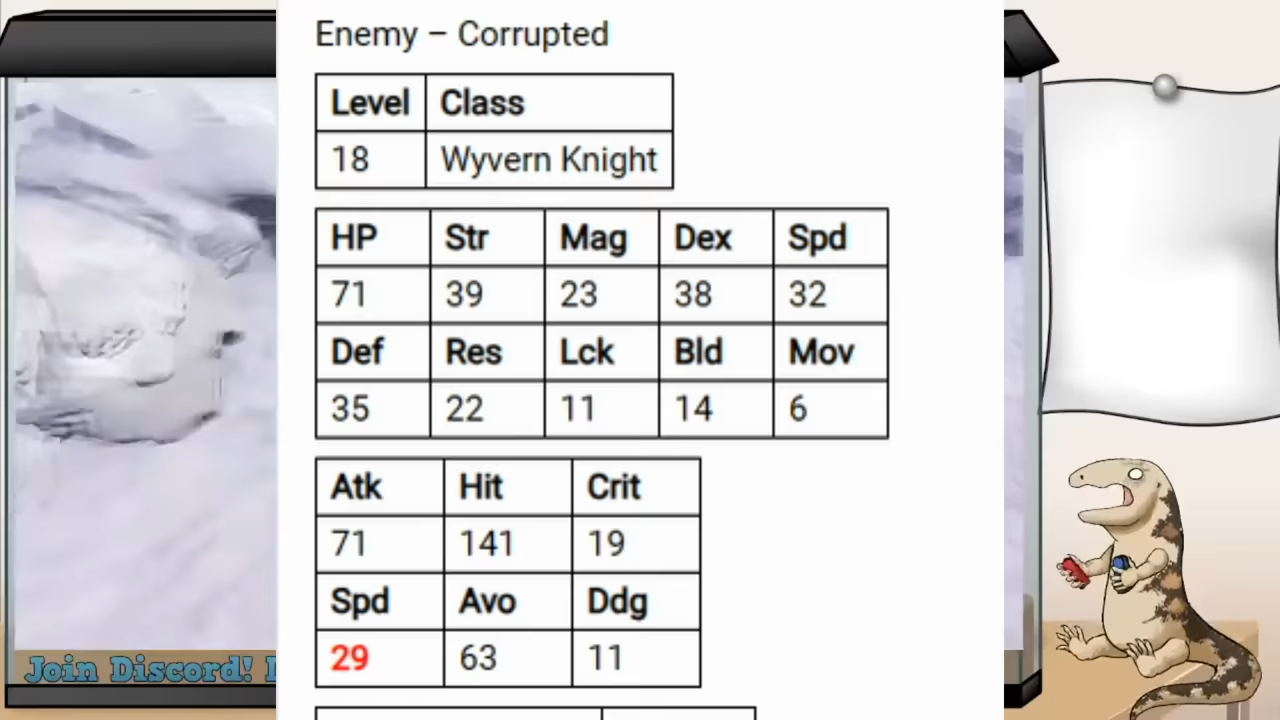 Enemy – Corrupted
Level Class
18 Wyvern Knight
HP Str Mag Dex Spd
71 39 23 38 32
Def Res Lck Bld Mov
35 22 11 14 6
Atk Hit Crit
71 141 19
Spd Avo Ddg
29 63 11
Join Discord!